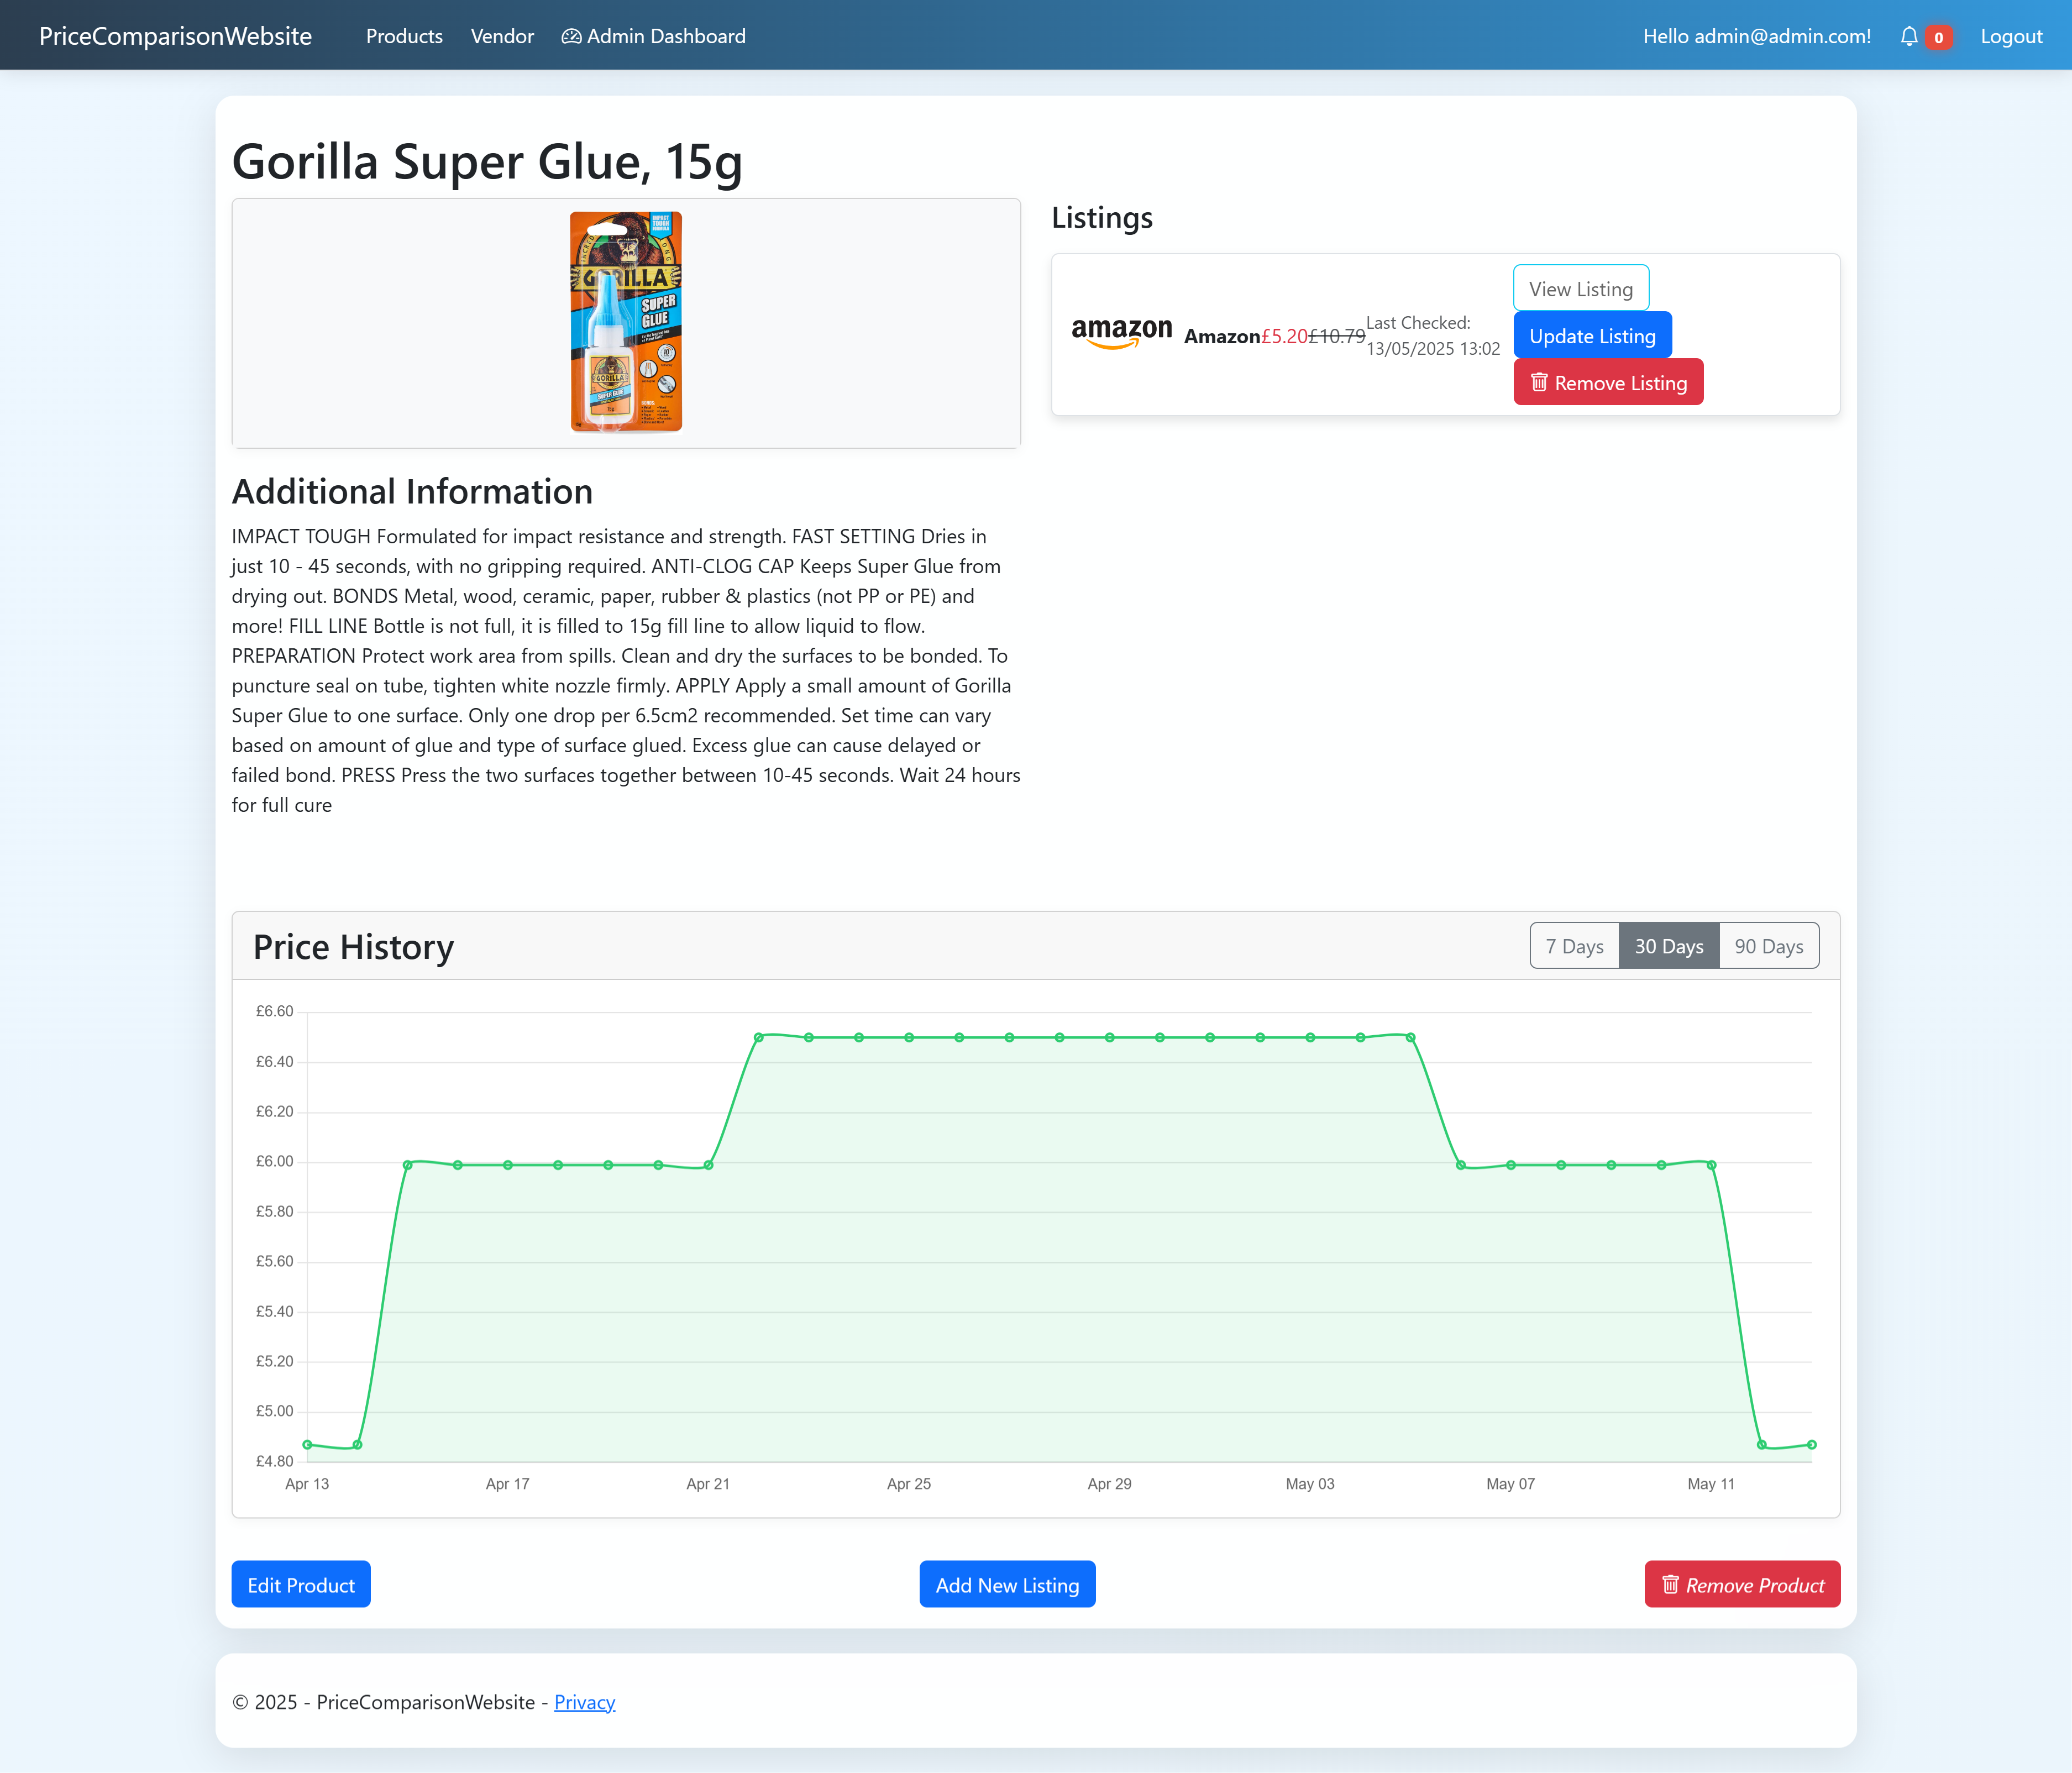 PriceComparisonWebsite Products Vendor Admin Dashboard Hello admin@admin.com! 0 Logout
Gorilla Super Glue, 15g
IMPACT
TOUGH
FORMULA
GORILLA
SUPER
GLUE
GORILLA
SUPER GLUE
15g
Additional Information
IMPACT TOUGH Formulated for impact resistance and strength. FAST SETTING Dries in
just 10 - 45 seconds, with no gripping required. ANTI-CLOG CAP Keeps Super Glue from
drying out. BONDS Metal, wood, ceramic, paper, rubber & plastics (not PP or PE) and
more! FILL LINE Bottle is not full, it is filled to 15g fill line to allow liquid to flow.
PREPARATION Protect work area from spills. Clean and dry the surfaces to be bonded. To
puncture seal on tube, tighten white nozzle firmly. APPLY Apply a small amount of Gorilla
Super Glue to one surface. Only one drop per 6.5cm2 recommended. Set time can vary
based on amount of glue and type of surface glued. Excess glue can cause delayed or
failed bond. PRESS Press the two surfaces together between 10-45 seconds. Wait 24 hours
for full cure
Listings
amazon Amazon£5.20£10.79
Last Checked:
13/05/2025 13:02
View Listing
Update Listing
Remove Listing
Price History
7 Days 30 Days 90 Days
£6.60
£6.40
£6.20
£6.00
£5.80
£5.60
£5.40
£5.20
£5.00
£4.80
Apr 13 Apr 17 Apr 21 Apr 25 Apr 29 May 03 May 07 May 11
Edit Product Add New Listing Remove Product
© 2025 - PriceComparisonWebsite - Privacy